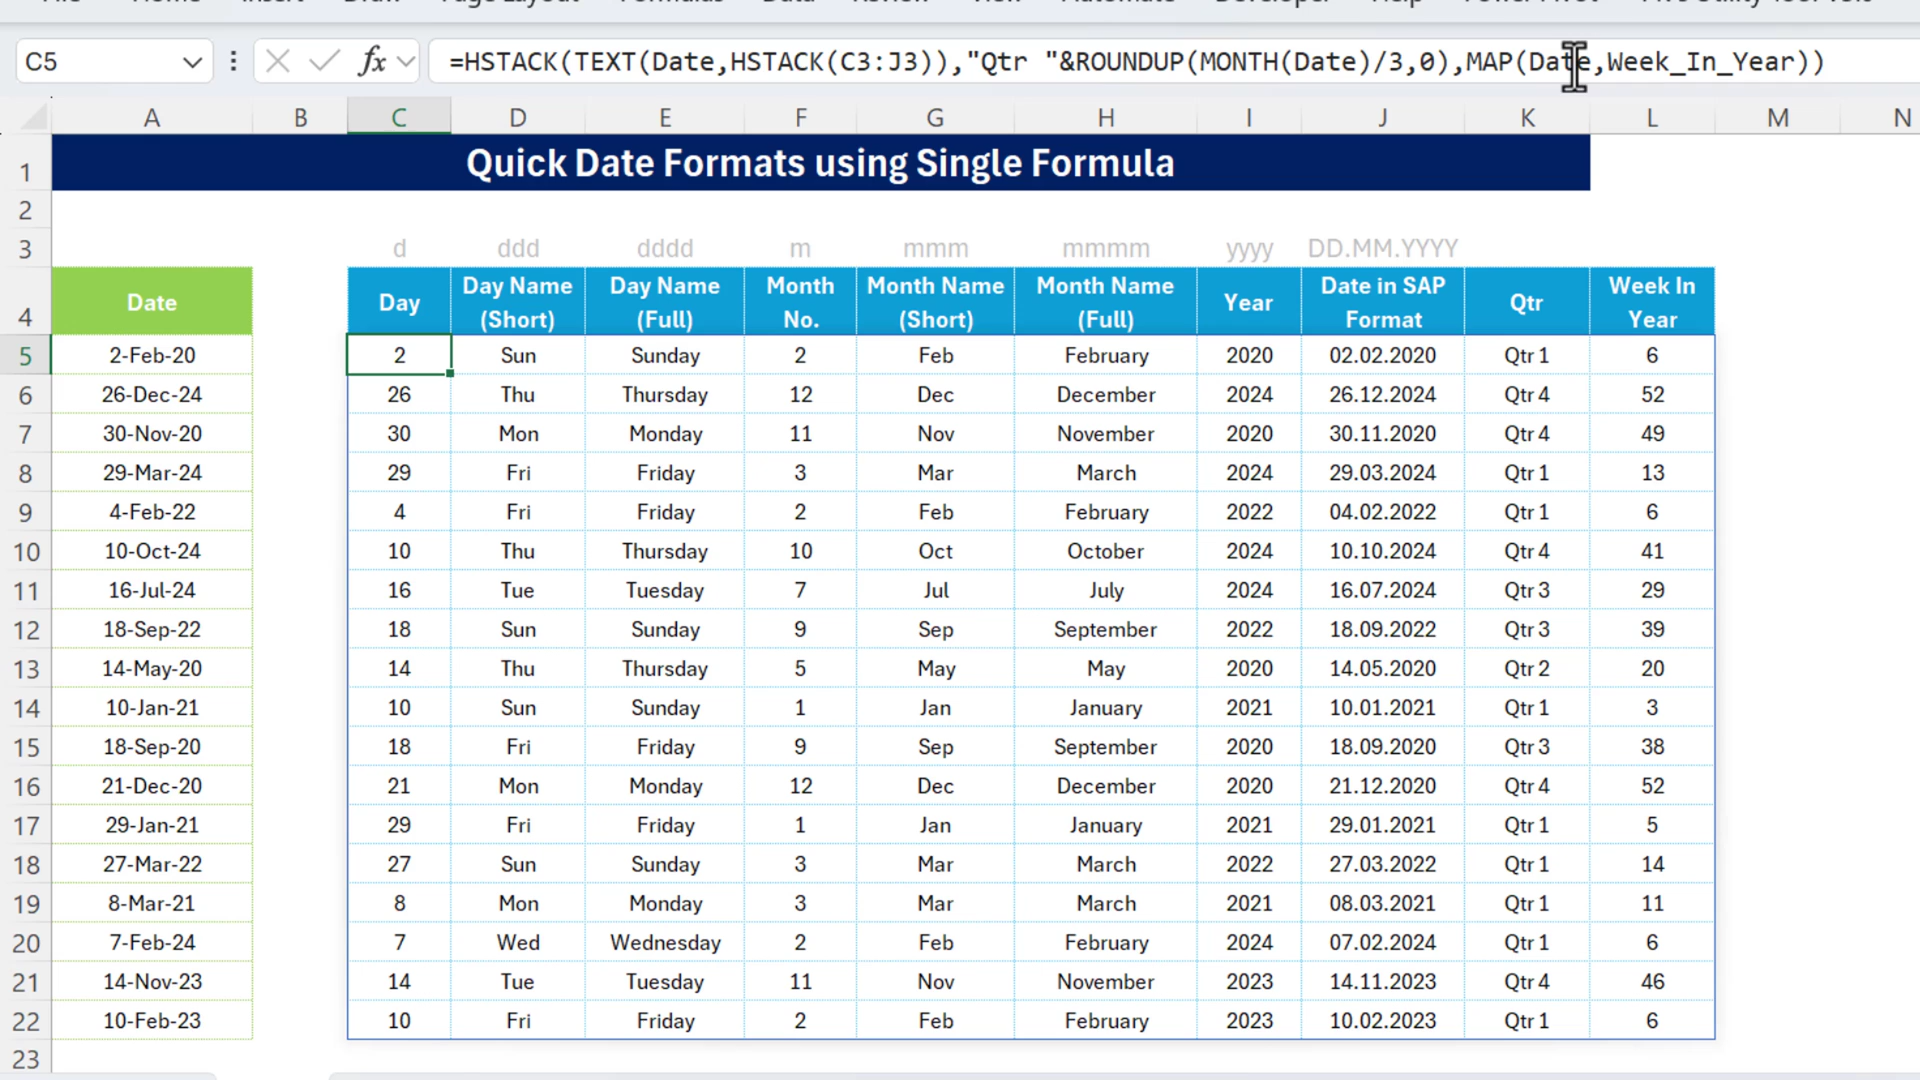 File Home Insert Draw Page Layout Formulas Data Review View Automate Developer Help Power Pivot
C5 fx =HSTACK(TEXT(Date,HSTACK(C3:J3)),"Qtr "&ROUNDUP(MONTH(Date)/3,0),MAP(Date,Week_In_Year))
A B C D E F G H I J K L M N
1 Quick Date Formats using Single Formula
2
3 d ddd dddd m mmm mmmm yyyy DD.MM.YYYY
4 Date Day Day Name (Short) Day Name (Full) Month No. Month Name (Short) Month Name (Full) Year Date in SAP Format Qtr Week In Year
5 2-Feb-20 2 Sun Sunday 2 Feb February 2020 02.02.2020 Qtr 1 6
6 26-Dec-24 26 Thu Thursday 12 Dec December 2024 26.12.2024 Qtr 4 52
7 30-Nov-20 30 Mon Monday 11 Nov November 2020 30.11.2020 Qtr 4 49
8 29-Mar-24 29 Fri Friday 3 Mar March 2024 29.03.2024 Qtr 1 13
9 4-Feb-22 4 Fri Friday 2 Feb February 2022 04.02.2022 Qtr 1 6
10 10-Oct-24 10 Thu Thursday 10 Oct October 2024 10.10.2024 Qtr 4 41
11 16-Jul-24 16 Tue Tuesday 7 Jul July 2024 16.07.2024 Qtr 3 29
12 18-Sep-22 18 Sun Sunday 9 Sep September 2022 18.09.2022 Qtr 3 39
13 14-May-20 14 Thu Thursday 5 May May 2020 14.05.2020 Qtr 2 20
14 10-Jan-21 10 Sun Sunday 1 Jan January 2021 10.01.2021 Qtr 1 3
15 18-Sep-20 18 Fri Friday 9 Sep September 2020 18.09.2020 Qtr 3 38
16 21-Dec-20 21 Mon Monday 12 Dec December 2020 21.12.2020 Qtr 4 52
17 29-Jan-21 29 Fri Friday 1 Jan January 2021 29.01.2021 Qtr 1 5
18 27-Mar-22 27 Sun Sunday 3 Mar March 2022 27.03.2022 Qtr 1 14
19 8-Mar-21 8 Mon Monday 3 Mar March 2021 08.03.2021 Qtr 1 11
20 7-Feb-24 7 Wed Wednesday 2 Feb February 2024 07.02.2024 Qtr 1 6
21 14-Nov-23 14 Tue Tuesday 11 Nov November 2023 14.11.2023 Qtr 4 46
22 10-Feb-23 10 Fri Friday 2 Feb February 2023 10.02.2023 Qtr 1 6
23